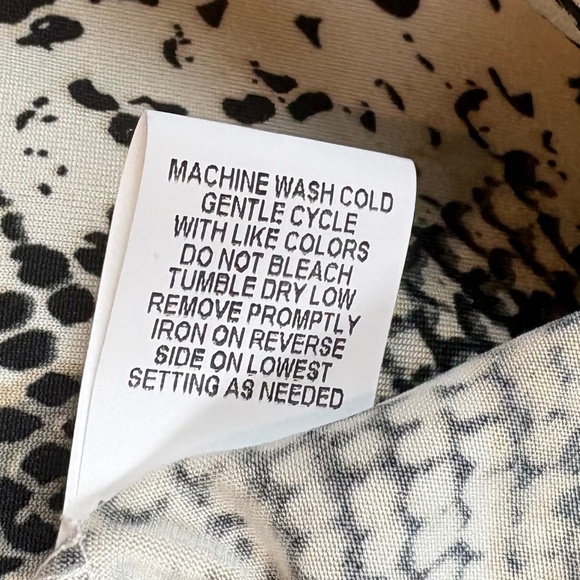 MACHINE WASH COLD
GENTLE CYCLE
WITH LIKE COLORS
DO NOT BLEACH
TUMBLE DRY LOW
REMOVE PROMPTLY
IRON ON REVERSE
SIDE ON LOWEST
SETTING AS NEEDED